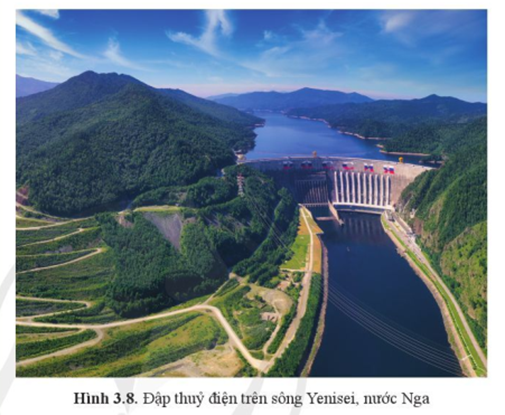 Hình 3.8. Đập thuỷ điện trên sông Yenisei, nước Nga